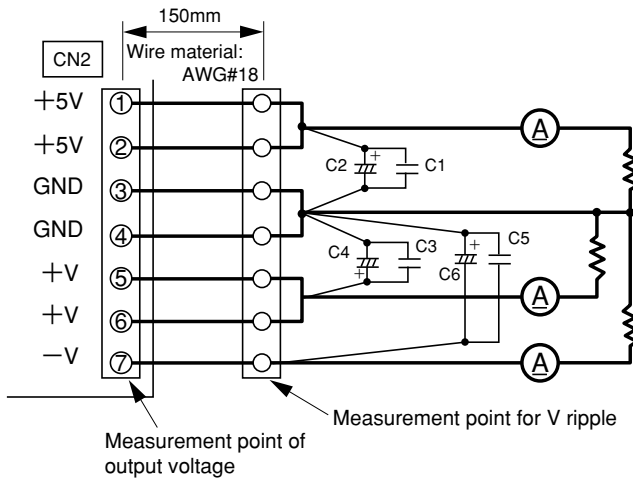 150mm
CN2
Wire material:
AWG#18
+5V
①
A
+5V
②
C2
+
C1
GND
③
GND
④
C4
+
C3
+
C6
C5
+V
⑤
A
+V
⑥
−V
⑦
A
Measurement point for V ripple
Measurement point of
output voltage